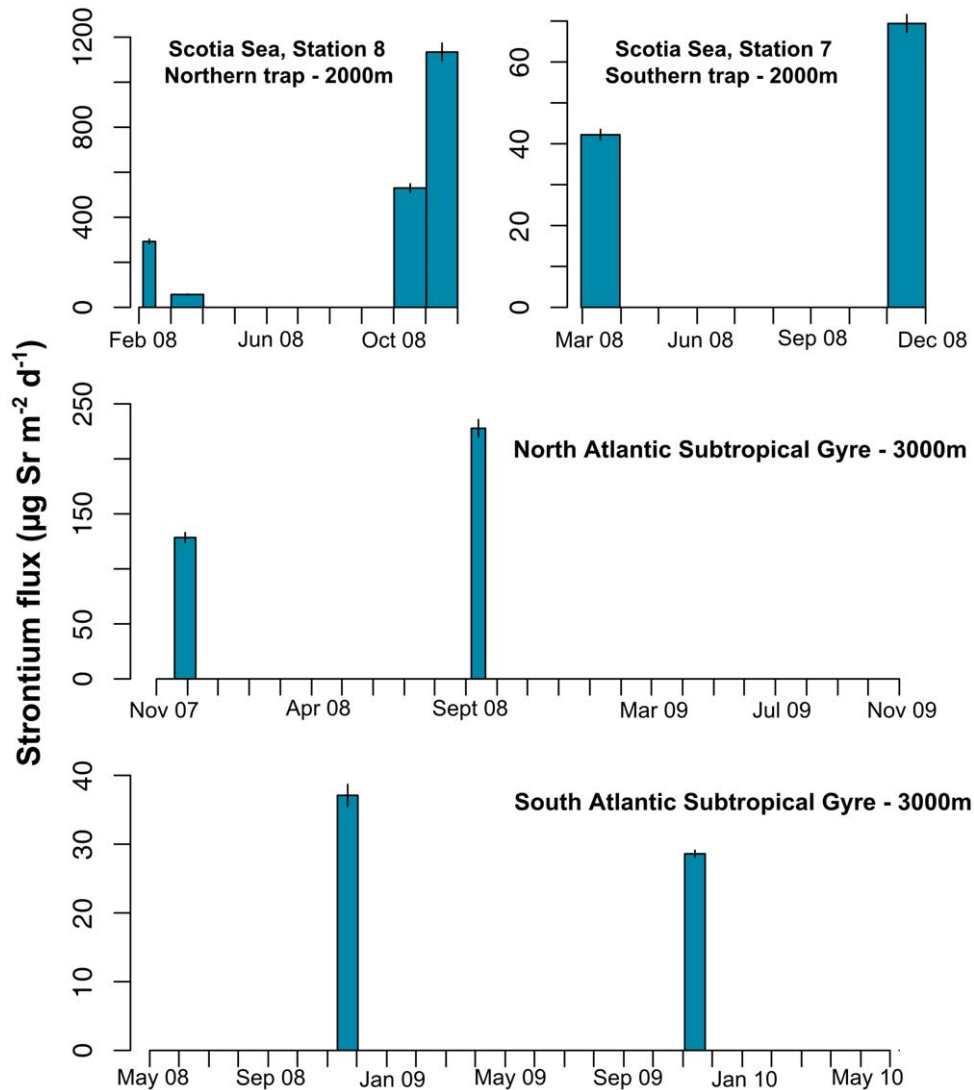 Strontium flux (µg Sr m⁻² d⁻¹)
Scotia Sea, Station 8
Northern trap - 2000m
1200
800
400
0
Feb 08 Jun 08 Oct 08
Scotia Sea, Station 7
Southern trap - 2000m
60
40
20
0
Mar 08 Jun 08 Sep 08 Dec 08
North Atlantic Subtropical Gyre - 3000m
250
150
50
0
Nov 07 Apr 08 Sept 08 Mar 09 Jul 09 Nov 09
South Atlantic Subtropical Gyre - 3000m
40
30
20
10
0
May 08 Sep 08 Jan 09 May 09 Sep 09 Jan 10 May 10